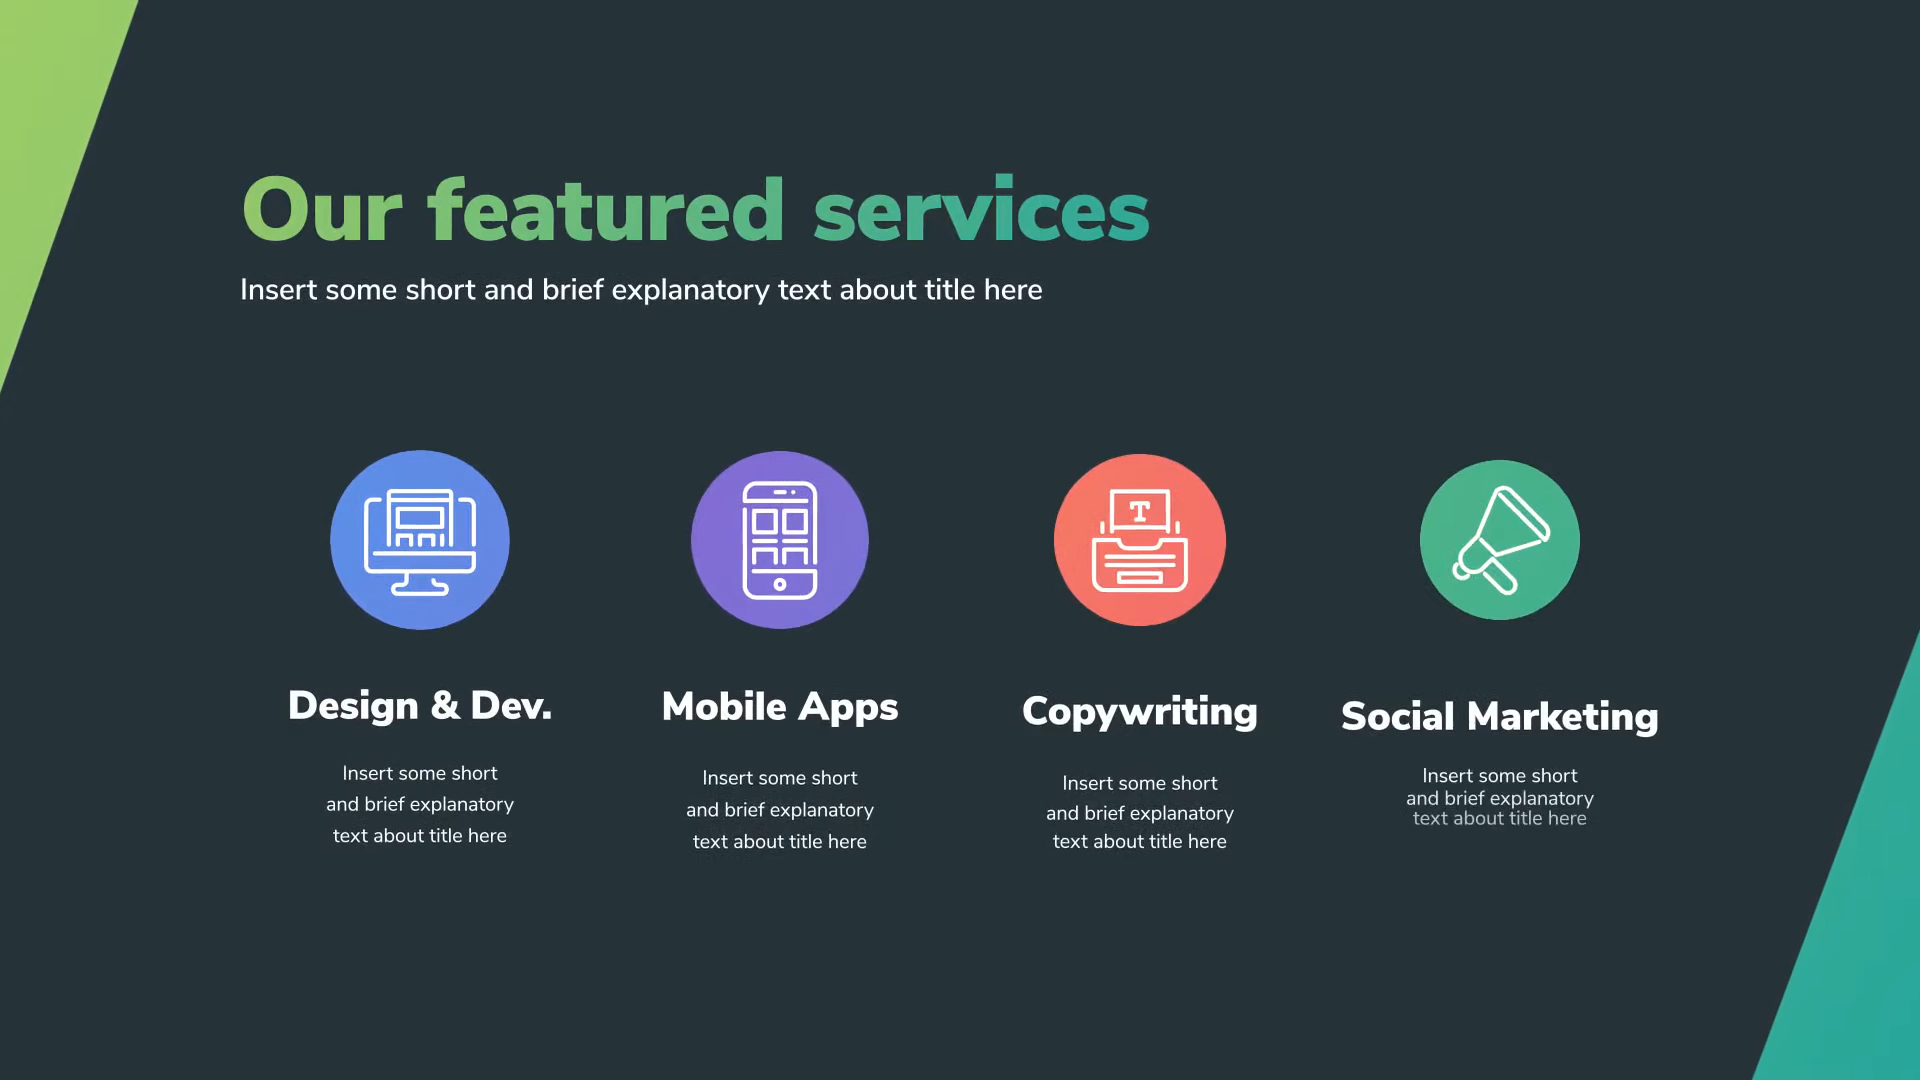 Our featured services
Insert some short and brief explanatory text about title here
T
Design & Dev.
Insert some short
and brief explanatory
text about title here
Mobile Apps
Insert some short
and brief explanatory
text about title here
Copywriting
Insert some short
and brief explanatory
text about title here
Social Marketing
Insert some short
and brief explanatory
text about title here